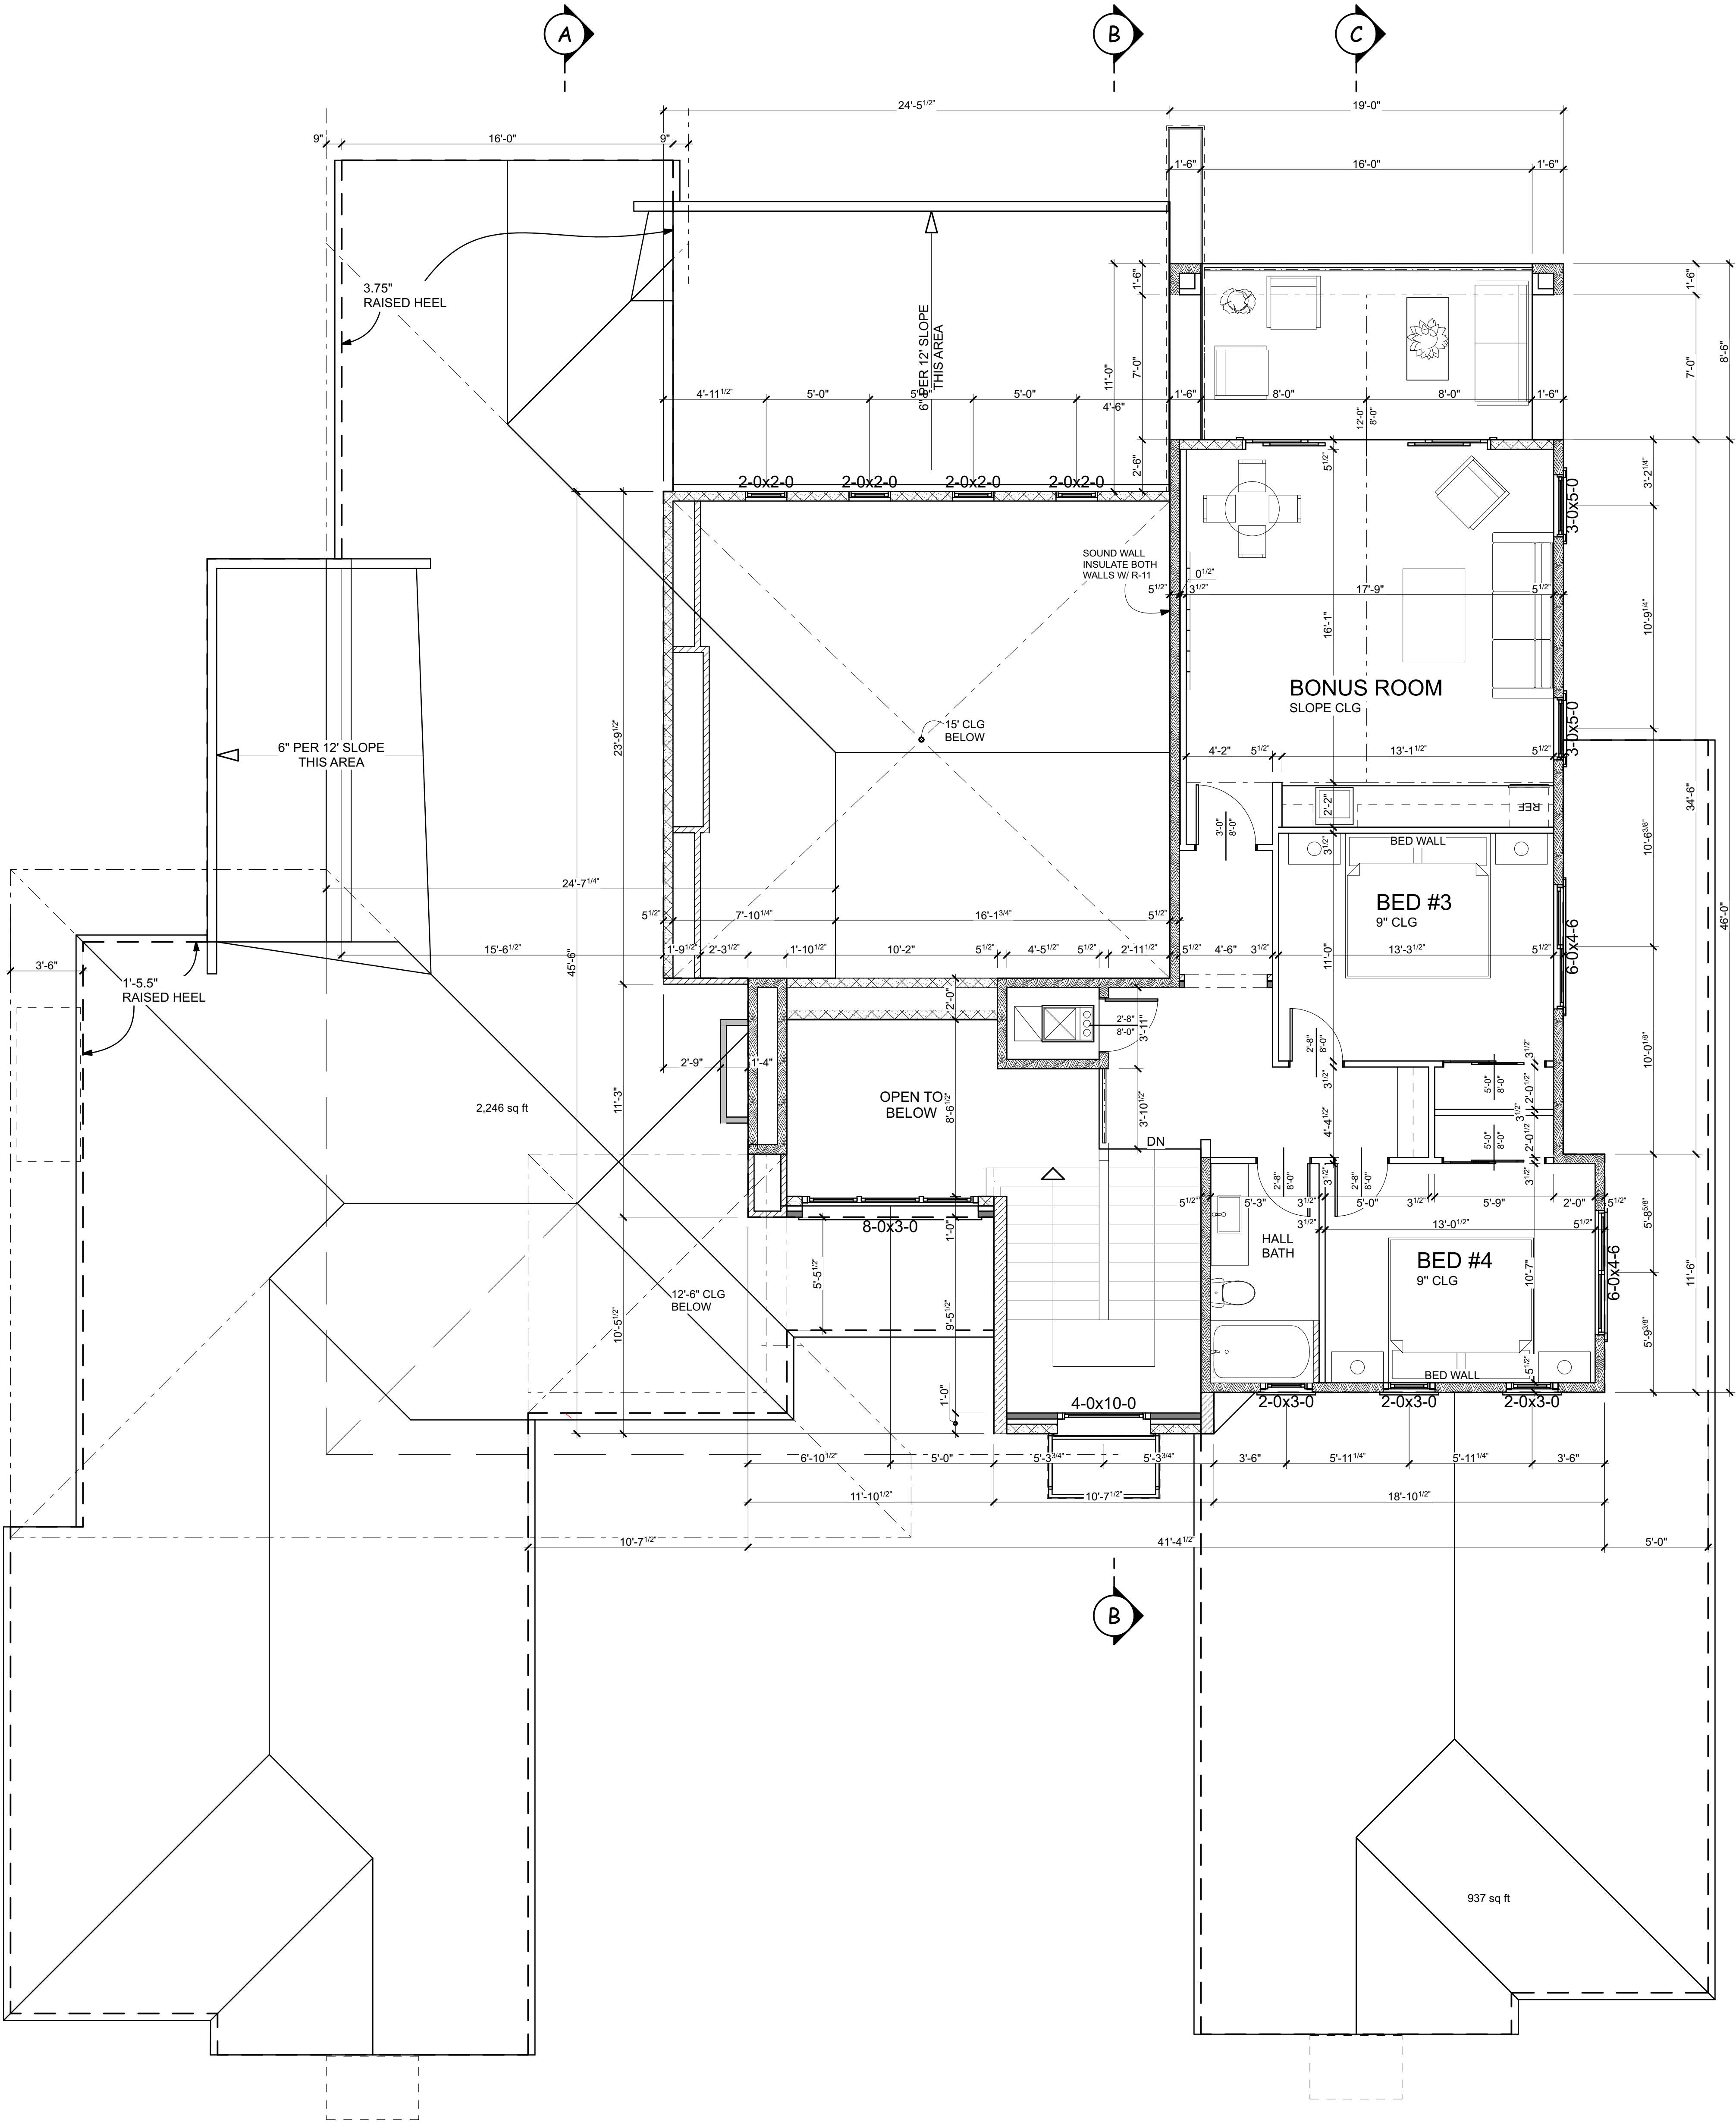 A
B
C
24'-5 1/2"
19'-0"
9"
16'-0"
9"
1'-6"
16'-0"
1'-6"
3.75"
RAISED HEEL
6" PER 12' SLOPE
THIS AREA
1'-6"
7'-0"
11'-0"
4'-6"
2'-6"
1'-6"
7'-0"
8'-6"
4'-11 1/2"
5'-0"
5'-0"
5'-0"
1'-6"
8'-0"
8'-0"
1'-6"
12'-0"
8'-0"
2-0x2-0
2-0x2-0
2-0x2-0
2-0x2-0
5 1/2"
3'-2 1/4"
3-0x5-0
SOUND WALL
INSULATE BOTH
WALLS W/ R-11
0 1/2"
5 1/2"
3 1/2"
17'-9"
5 1/2"
16'-1"
10'-9 1/4"
BONUS ROOM
SLOPE CLG
3-0x5-0
15' CLG
BELOW
23'-9 1/2"
6" PER 12' SLOPE
THIS AREA
4'-2"
5 1/2"
13'-1 1/2"
5 1/2"
34'-6"
2'-2"
REF
3'-0"
8'-0"
3 1/2"
BED WALL
10'-6 3/8"
24'-7 1/4"
BED #3
9" CLG
5 1/2"
7'-10 1/4"
16'-1 3/4"
5 1/2"
46'-0"
6-0x4-6
15'-6 1/2"
45'-6"
1'-9 1/2"
2'-3 1/2"
1'-10 1/2"
10'-2"
5 1/2"
4'-5 1/2"
5 1/2"
2'-11 1/2"
5 1/2"
4'-6"
3 1/2"
11'-0"
13'-3 1/2"
5 1/2"
3'-6"
1'-5.5"
RAISED HEEL
2'-0"
2'-8"
8'-0"
3'-11"
2'-8"
8'-0"
10'-0 1/8"
2'-9"
1'-4"
3 1/2"
5'-0"
8'-0"
3 1/2"
2'-0 1/2"
11'-3"
2,246 sq ft
OPEN TO
BELOW
8'-6 1/2"
3'-10 1/2"
4'-4 1/2"
3 1/2"
5'-0"
8'-0"
2'-0 1/2"
DN
2'-8"
8'-0"
3 1/2"
2'-8"
8'-0"
3 1/2"
5 1/2"
5'-3"
3 1/2"
5'-0"
3 1/2"
5'-9"
2'-0"
5 1/2"
5'-8 5/8"
8-0x3-0
1'-0"
3 1/2"
13'-0 1/2"
5 1/2"
HALL
BATH
BED #4
9" CLG
10'-7"
6-0x4-6
11'-6"
5'-5 1/2"
12'-6" CLG
BELOW
10'-5 1/2"
9'-5 1/2"
5'-9 3/8"
5 1/2"
BED WALL
1'-0"
4-0x10-0
2-0x3-0
2-0x3-0
2-0x3-0
6'-10 1/2"
5'-0"
5'-3 3/4"
5'-3 3/4"
3'-6"
5'-11 1/4"
5'-11 1/4"
3'-6"
11'-10 1/2"
10'-7 1/2"
18'-10 1/2"
10'-7 1/2"
41'-4 1/2"
5'-0"
B
937 sq ft